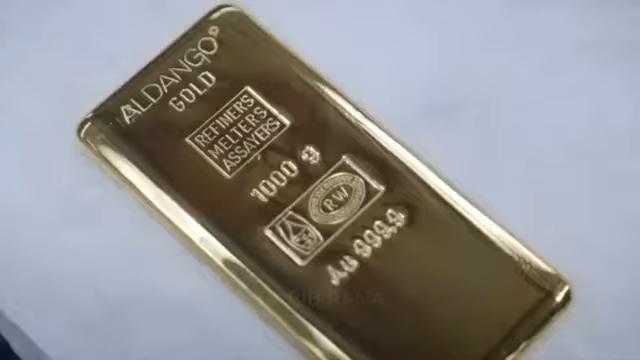 ALDANGO®
GOLD
REFINERS
MELTERS
ASSAYERS
1000 g
RW
Au 999,9